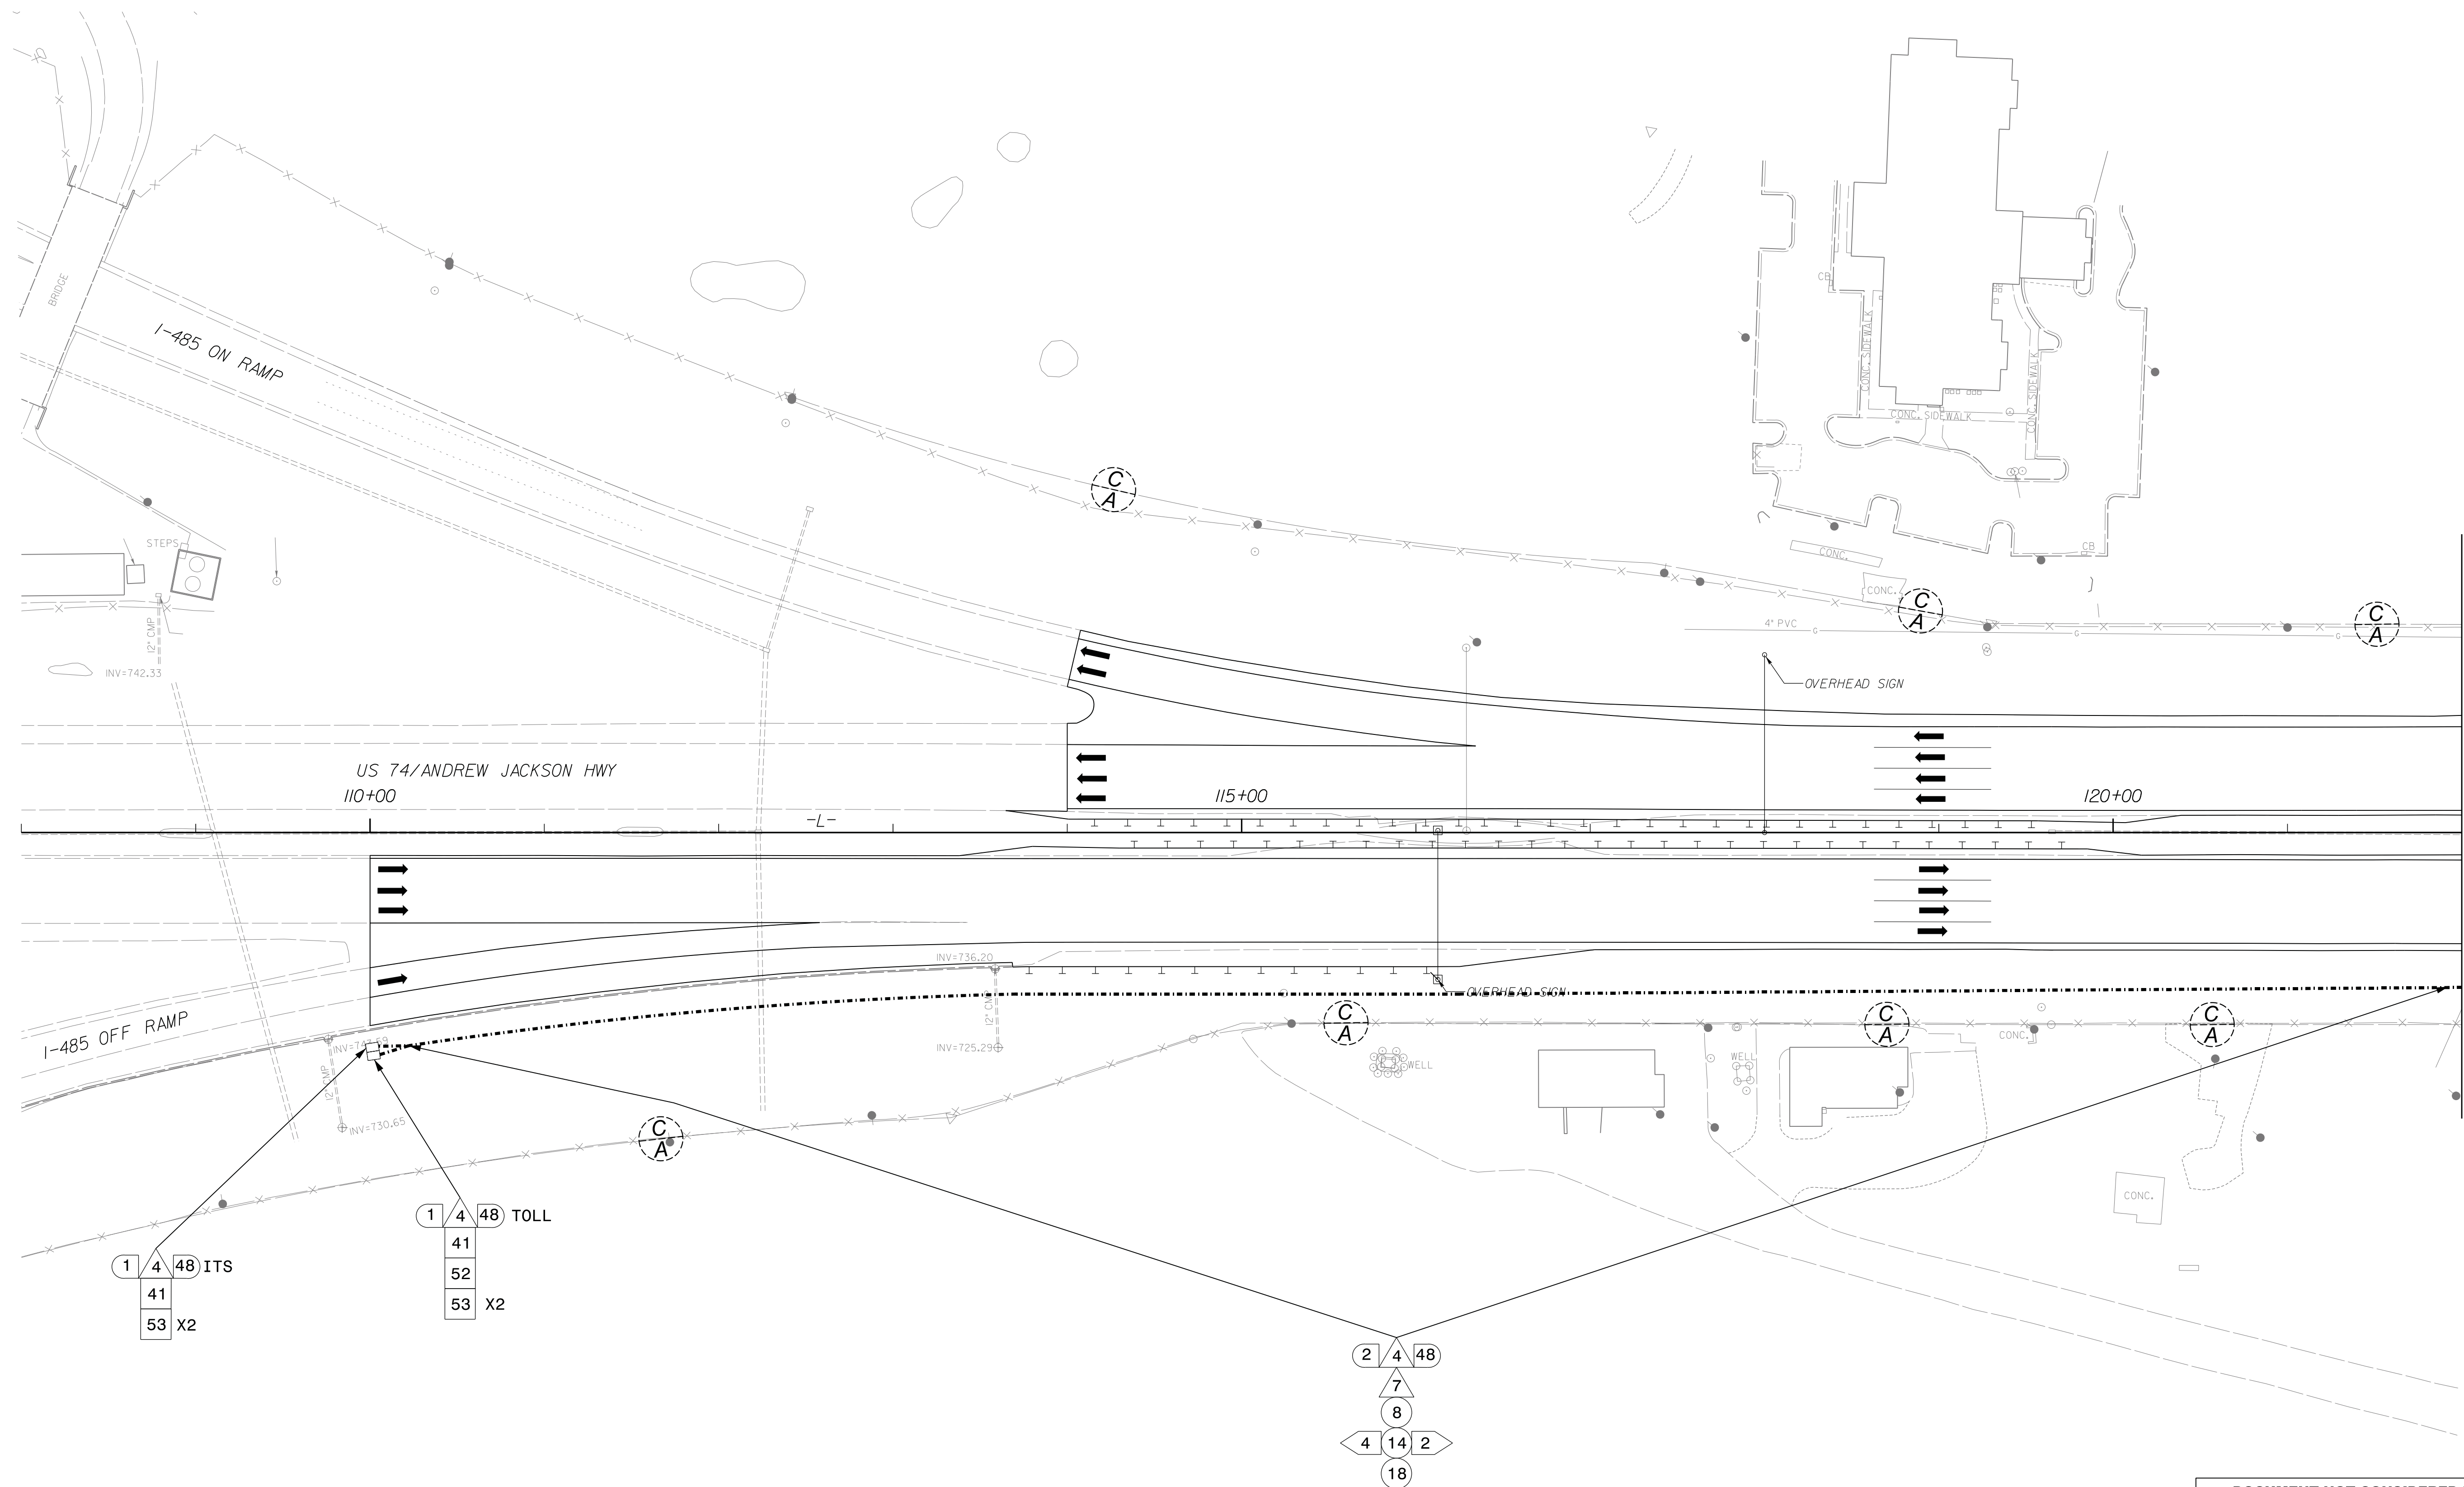 BRIDGE
I-485 ON RAMP
CB
CONC. SIDEWALK
CONC. SIDEWALK
CONC. SIDEWALK
C
A
STEPS
CONC.
CB
CONC.
12" CMP
C
A
4" PVC
G
G
G
C
A
INV=742.33
OVERHEAD SIGN
US 74/ANDREW JACKSON HWY
110+00
115+00
120+00
-L-
INV=736.20
OVERHEAD SIGN
12" CMP
I-485 OFF RAMP
C
A
C
A
C
A
CONC.
INV=725.29
12" CMP
WELL
WELL
INV=730.65
C
A
CONC.
1 4 48 TOLL
41
52
53 X2
1 4 48 ITS
41
53 X2
2 4 48
7
8
4 14 2
18